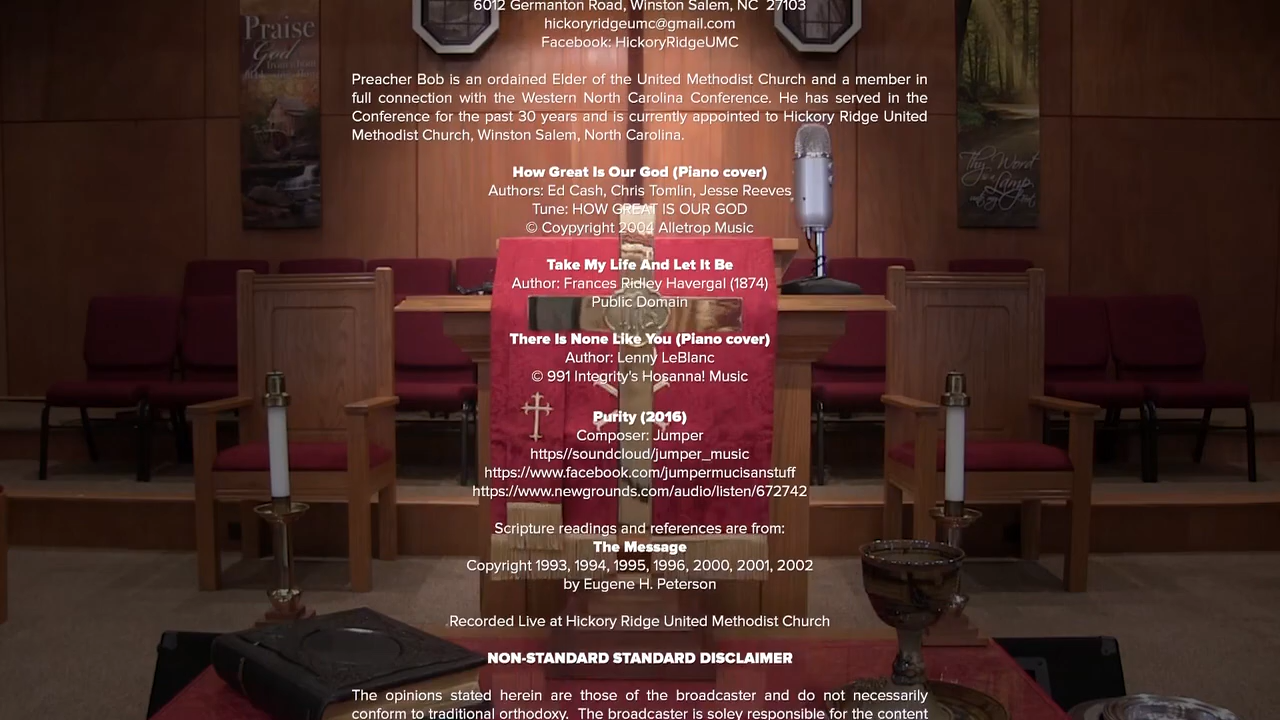 6012 Germanton Road, Winston Salem, NC  27103
hickoryridgeumc@gmail.com
Facebook: HickoryRidgeUMC
Preacher Bob is an ordained Elder of the United Methodist Church and a member in
full connection with the Western North Carolina Conference. He has served in the
Conference for the past 30 years and is currently appointed to Hickory Ridge United
Methodist Church, Winston Salem, North Carolina.
How Great Is Our God (Piano cover)
Authors: Ed Cash, Chris Tomlin, Jesse Reeves
Tune: HOW GREAT IS OUR GOD
© Coypyright 2004 Alletrop Music
Take My Life And Let It Be
Author: Frances Ridley Havergal (1874)
Public Domain
There Is None Like You (Piano cover)
Author: Lenny LeBlanc
© 991 Integrity's Hosanna! Music
Purity (2016)
Composer: Jumper
https//soundcloud/jumper_music
https://www.facebook.com/jumpermucisanstuff
https://www.newgrounds.com/audio/listen/672742
Scripture readings and references are from:
The Message
Copyright 1993, 1994, 1995, 1996, 2000, 2001, 2002
by Eugene H. Peterson
Recorded Live at Hickory Ridge United Methodist Church
NON-STANDARD STANDARD DISCLAIMER
The opinions stated herein are those of the broadcaster and do not necessarily
conform to traditional orthodoxy.  The broadcaster is soley responsible for the content
Praise
God
Thy Word
Lamp